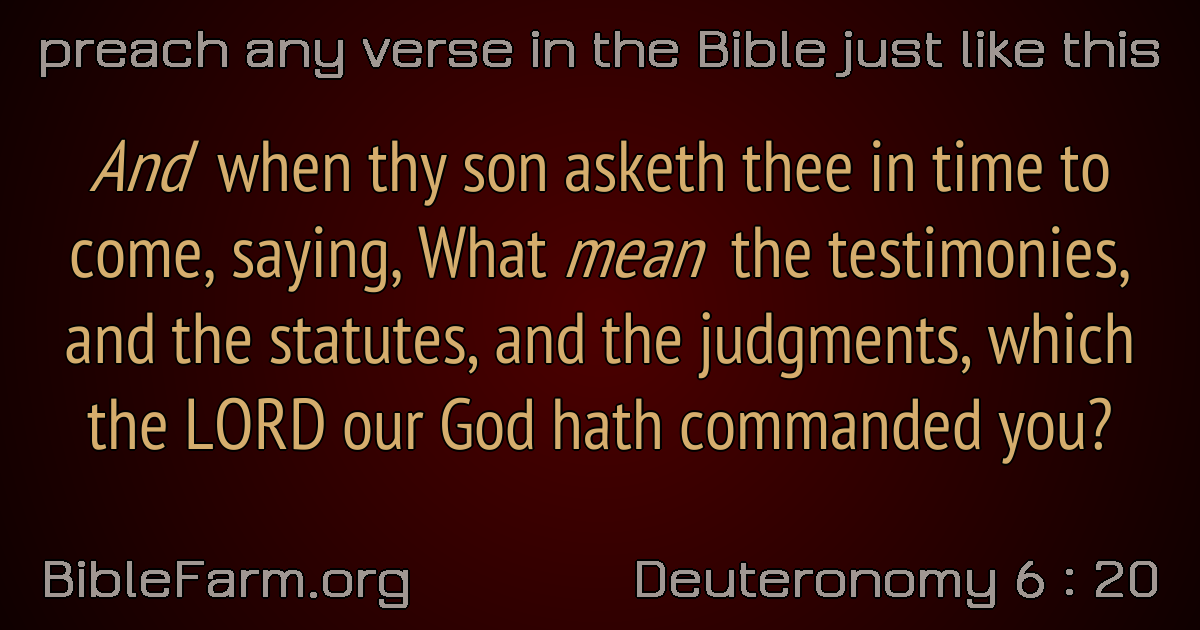 preach any verse in the Bible just like this
And when thy son asketh thee in time to
come, saying, What mean the testimonies,
and the statutes, and the judgments, which
the LORD our God hath commanded you?
BibleFarm.org
Deuteronomy 6 : 20